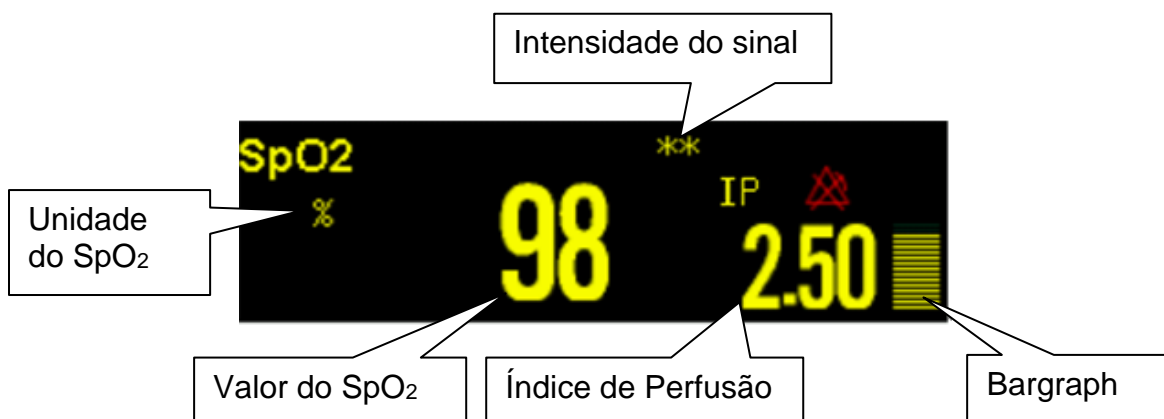 Intensidade do sinal
SpO2
**
%
98
IP
2.50
Unidade
do SpO₂
Valor do SpO₂
Índice de Perfusão
Bargraph